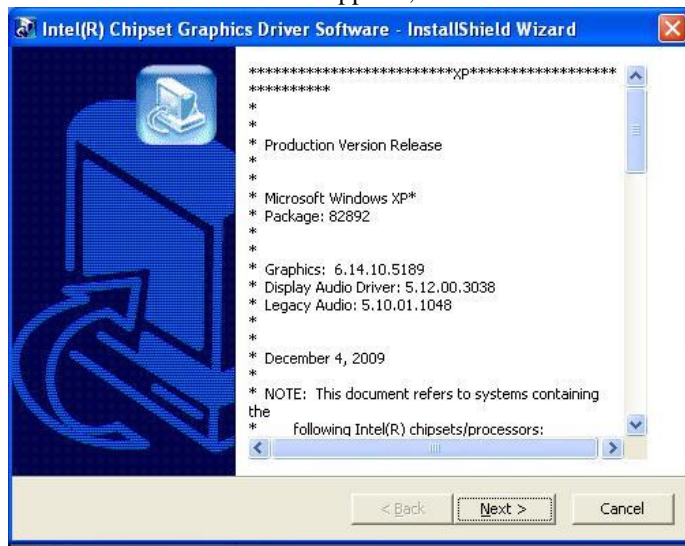 Intel(R) Chipset Graphics Driver Software - InstallShield Wizard
**************************XP*******************
**********
*
*
* Production Version Release
*
*
* Microsoft Windows XP*
* Package: 82892
*
*
* Graphics: 6.14.10.5189
* Display Audio Driver: 5.12.00.3038
* Legacy Audio: 5.10.01.1048
*
*
* December 4, 2009
*
* NOTE: This document refers to systems containing
the
* following Intel(R) chipsets/processors:
< Back Next > Cancel